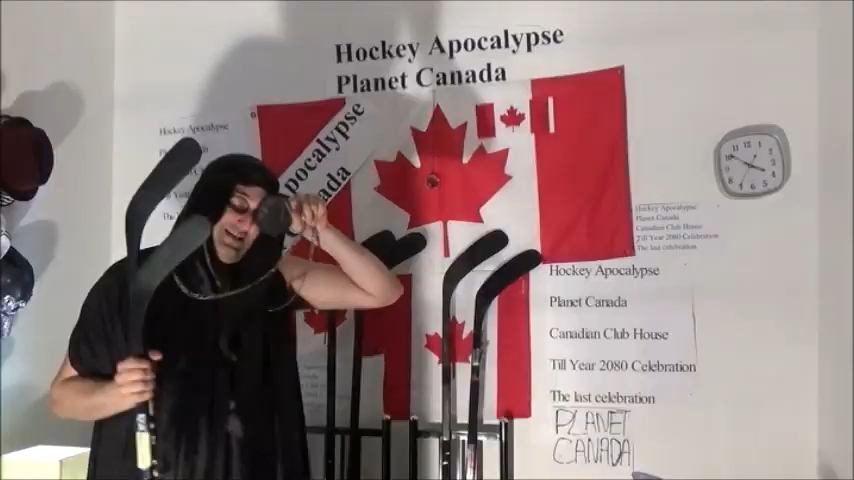 Hockey Apocalypse
Planet Canada
Hockey Apocalypse
Apocalypse
Hockey Apocalypse
Planet Canada
Canadian Club House
Till Year 2080 Celebration
The last celebration
Hockey Apocalypse
Planet Canada
Canadian Club House
Till Year 2080 Celebration
The last celebration
PLANET
CANADA